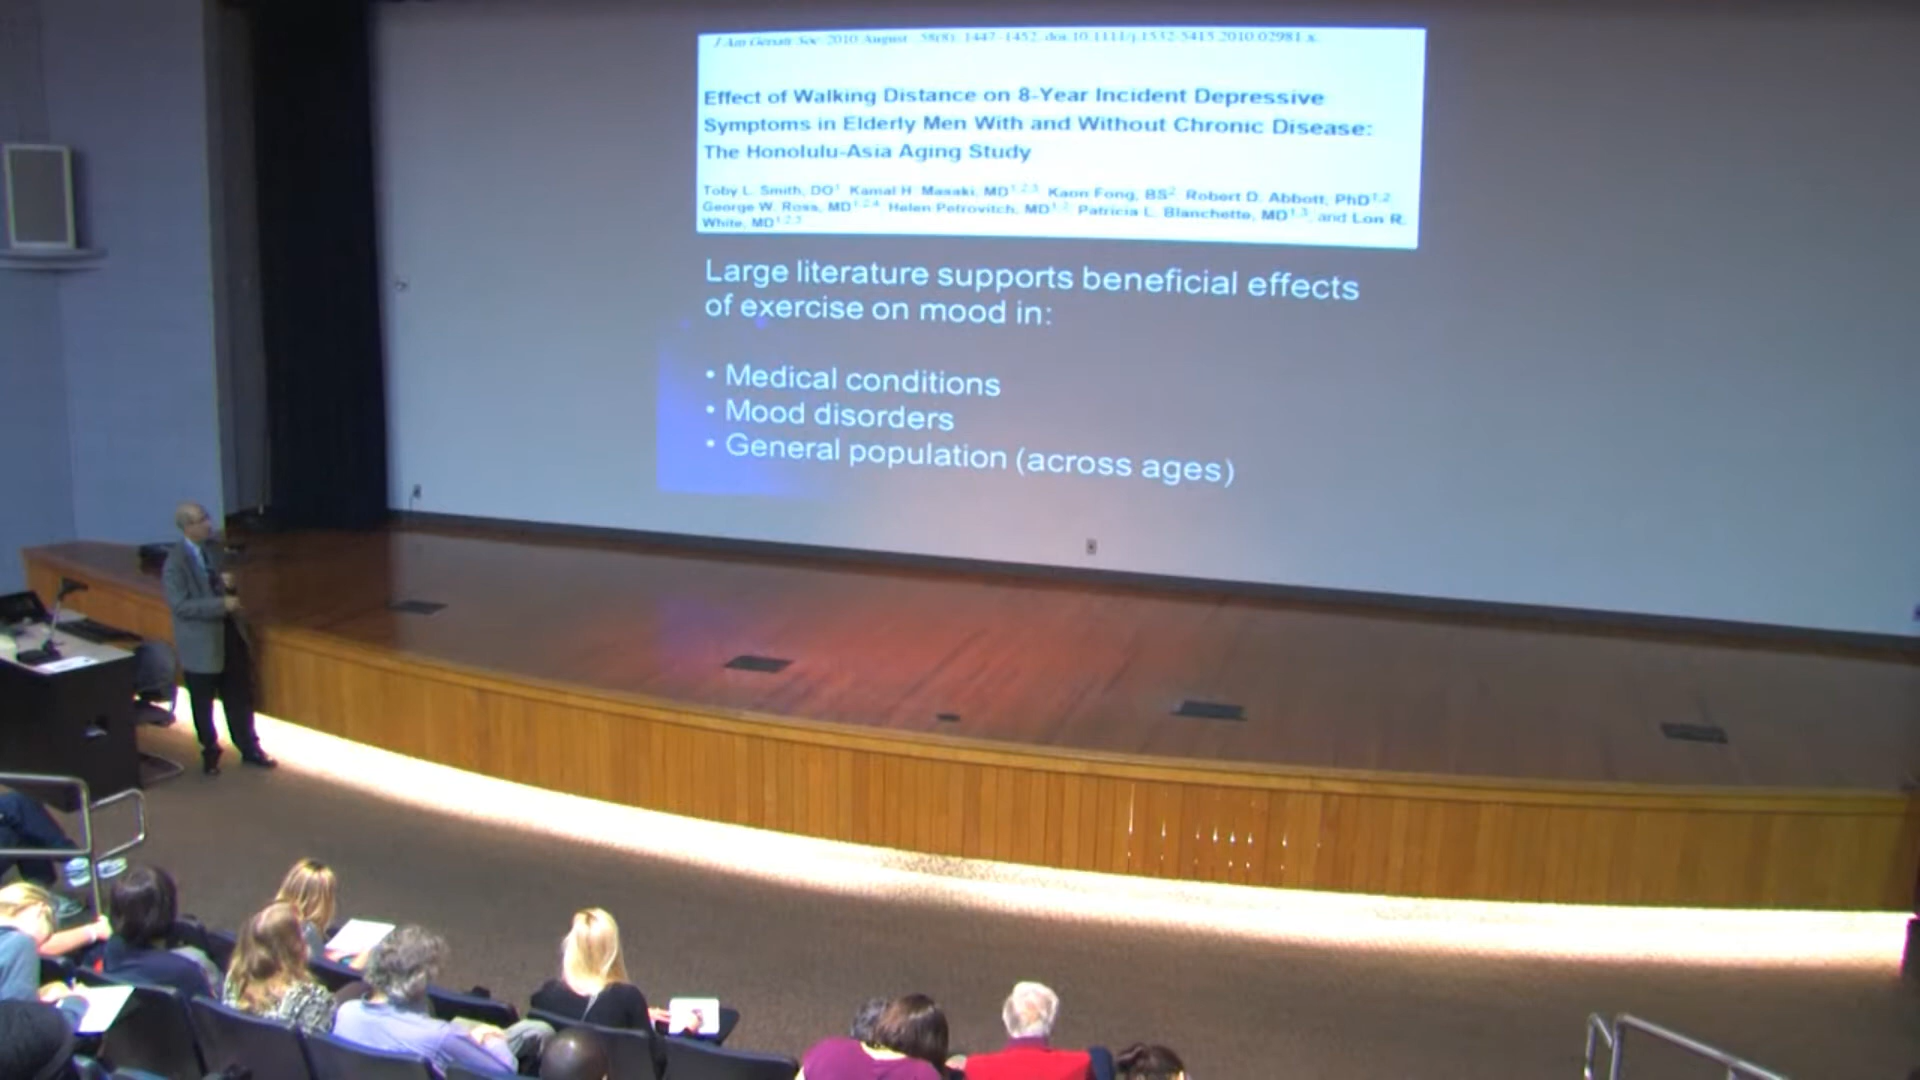 J Am Geriatr Soc. 2010 August ; 58(8): 1447–1452. doi:10.1111/j.1532-5415.2010.02981.x.
Effect of Walking Distance on 8-Year Incident Depressive
Symptoms in Elderly Men With and Without Chronic Disease:
The Honolulu-Asia Aging Study
Toby L. Smith, DO1, Kamal H. Masaki, MD1,2,3, Kaon Fong, BS2, Robert D. Abbott, PhD1,2,
George W. Ross, MD1,2,4, Helen Petrovitch, MD1,2, Patricia L. Blanchette, MD1,3, and Lon R.
White, MD1,2,3
Large literature supports beneficial effects
of exercise on mood in:
• Medical conditions
• Mood disorders
• General population (across ages)